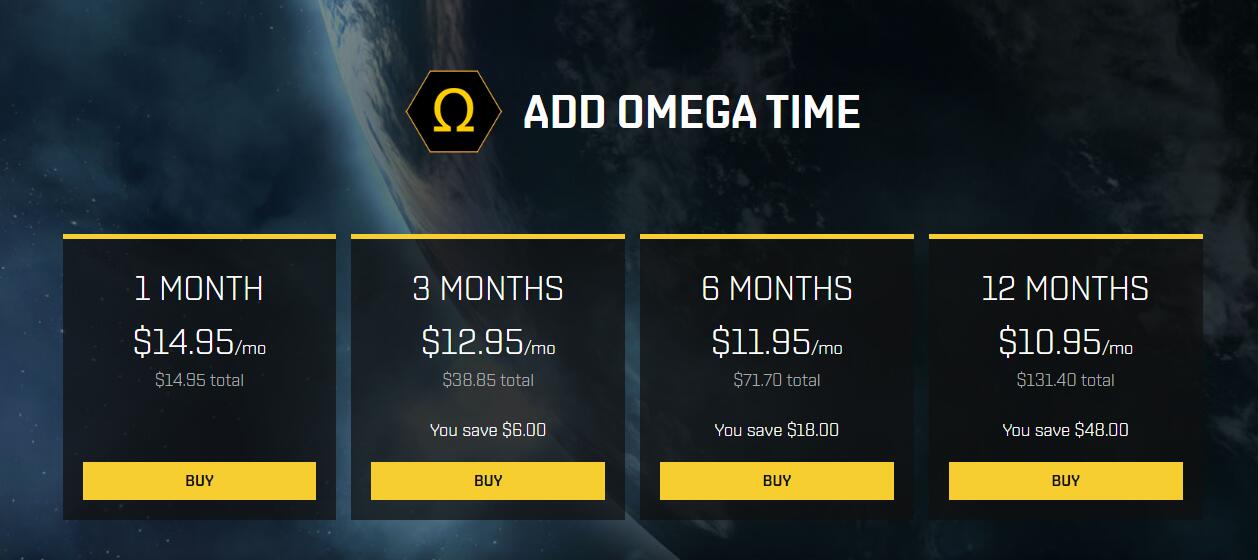 Ω
ADD OMEGA TIME
1 MONTH
$14.95/mo
$14.95 total
BUY
3 MONTHS
$12.95/mo
$38.85 total
You save $6.00
BUY
6 MONTHS
$11.95/mo
$71.70 total
You save $18.00
BUY
12 MONTHS
$10.95/mo
$131.40 total
You save $48.00
BUY